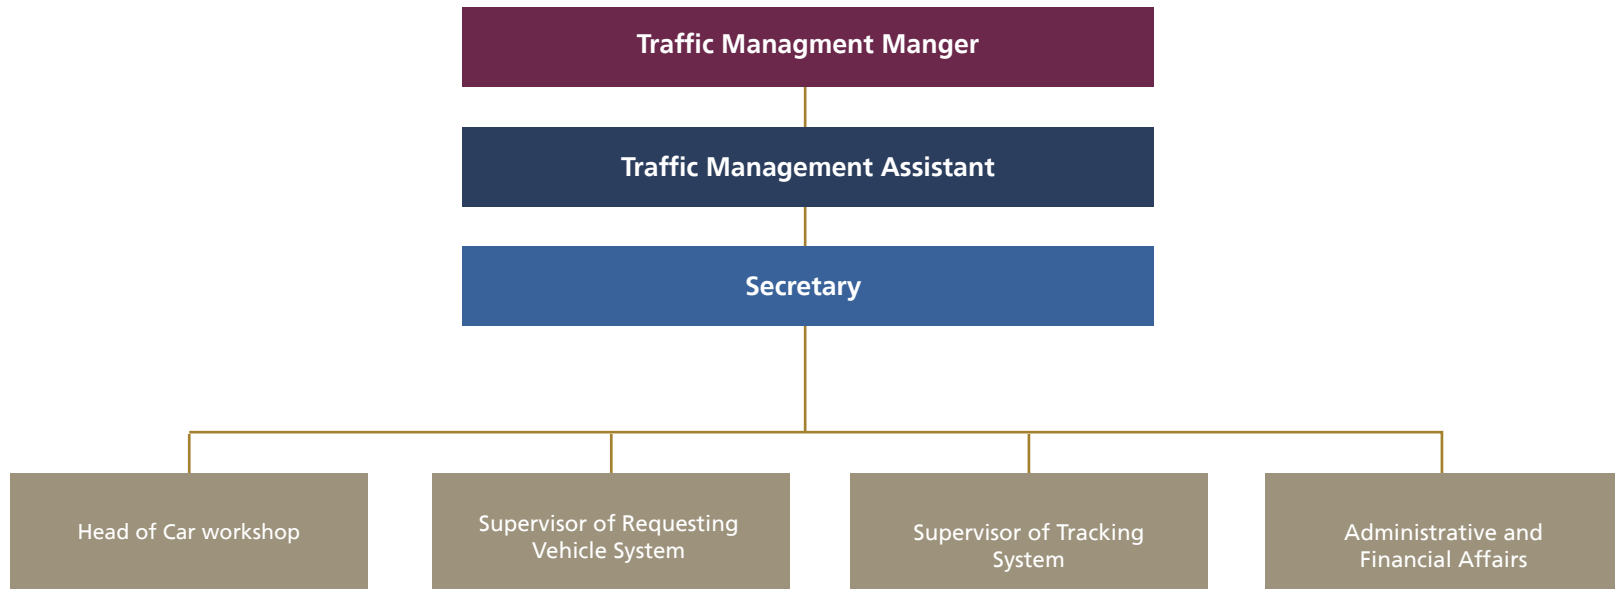 Traffic Managment Manger
Traffic Management Assistant
Secretary
Head of Car workshop
Supervisor of Requesting
Vehicle System
Supervisor of Tracking
System
Administrative and
Financial Affairs